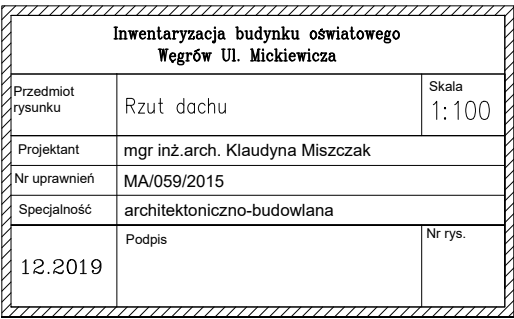 Inwentaryzacja budynku oświatowego
Węgrów Ul. Mickiewicza
Przedmiot rysunku
Rzut dachu
Skala
1:100
Projektant
mgr inż.arch. Klaudyna Miszczak
Nr uprawnień
MA/059/2015
Specjalność
architektoniczno-budowlana
12.2019
Podpis
Nr rys.